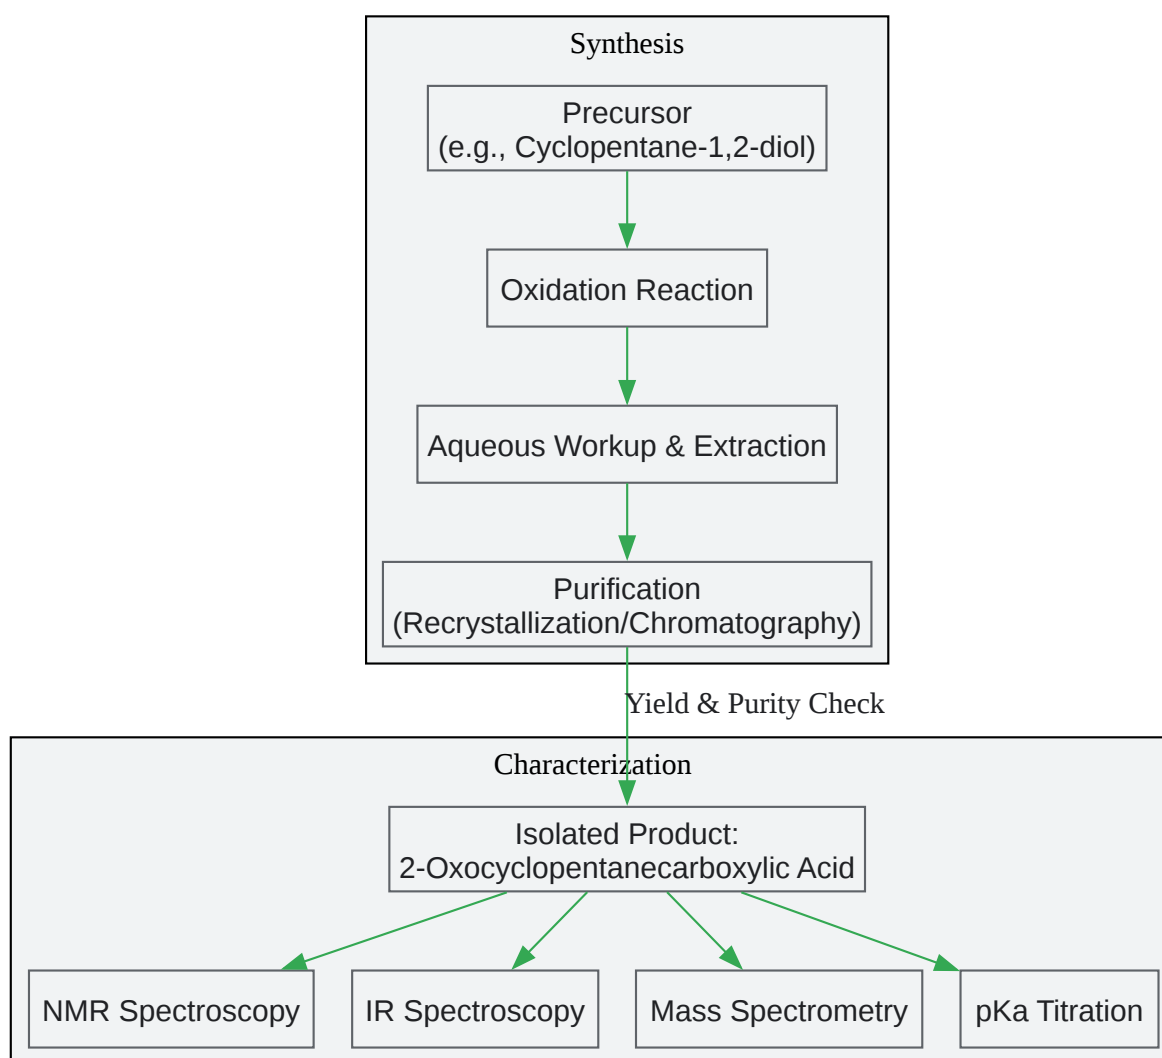 Synthesis
Precursor
(e.g., Cyclopentane-1,2-diol)
Oxidation Reaction
Aqueous Workup & Extraction
Purification
(Recrystallization/Chromatography)
Yield & Purity Check
Characterization
Isolated Product:
2-Oxocyclopentanecarboxylic Acid
NMR Spectroscopy
IR Spectroscopy
Mass Spectrometry
pKa Titration